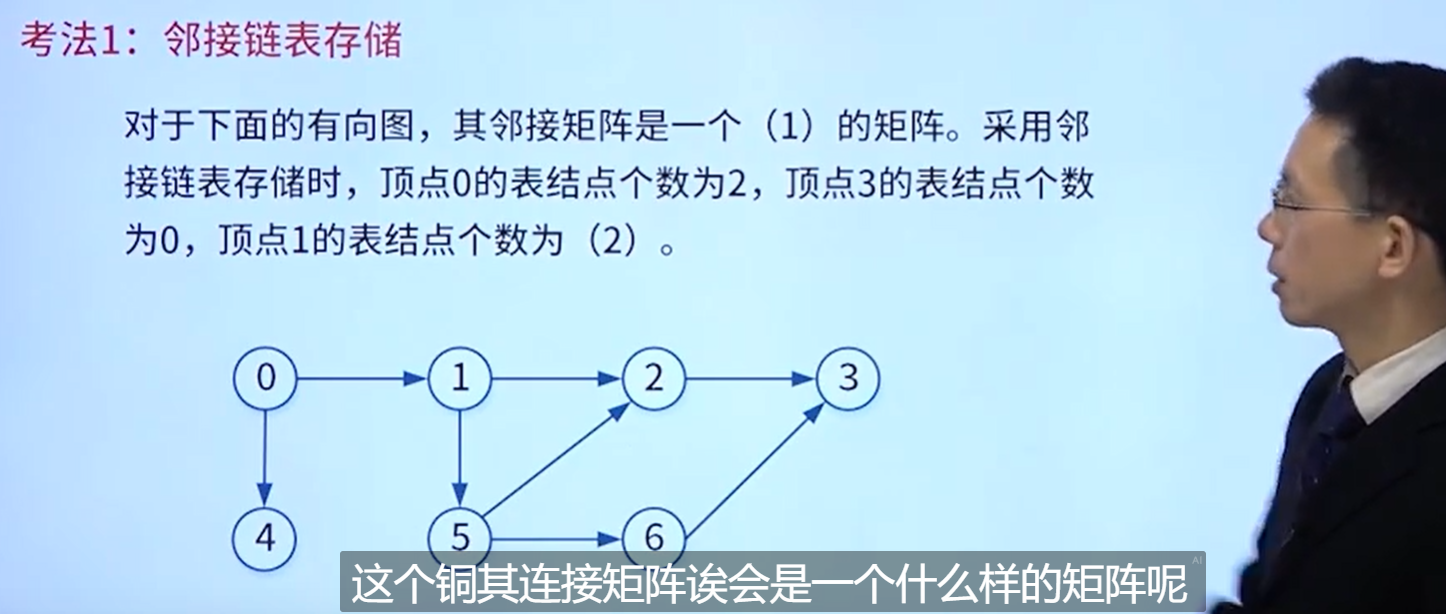 考法1：邻接链表存储
对于下面的有向图，其邻接矩阵是一个（1）的矩阵。采用邻
接链表存储时，顶点0的表结点个数为2，顶点3的表结点个数
为0，顶点1的表结点个数为（2）。
0 1 2 3
4 5 6
AI
这个铜其连接矩阵诶会是一个什么样的矩阵呢